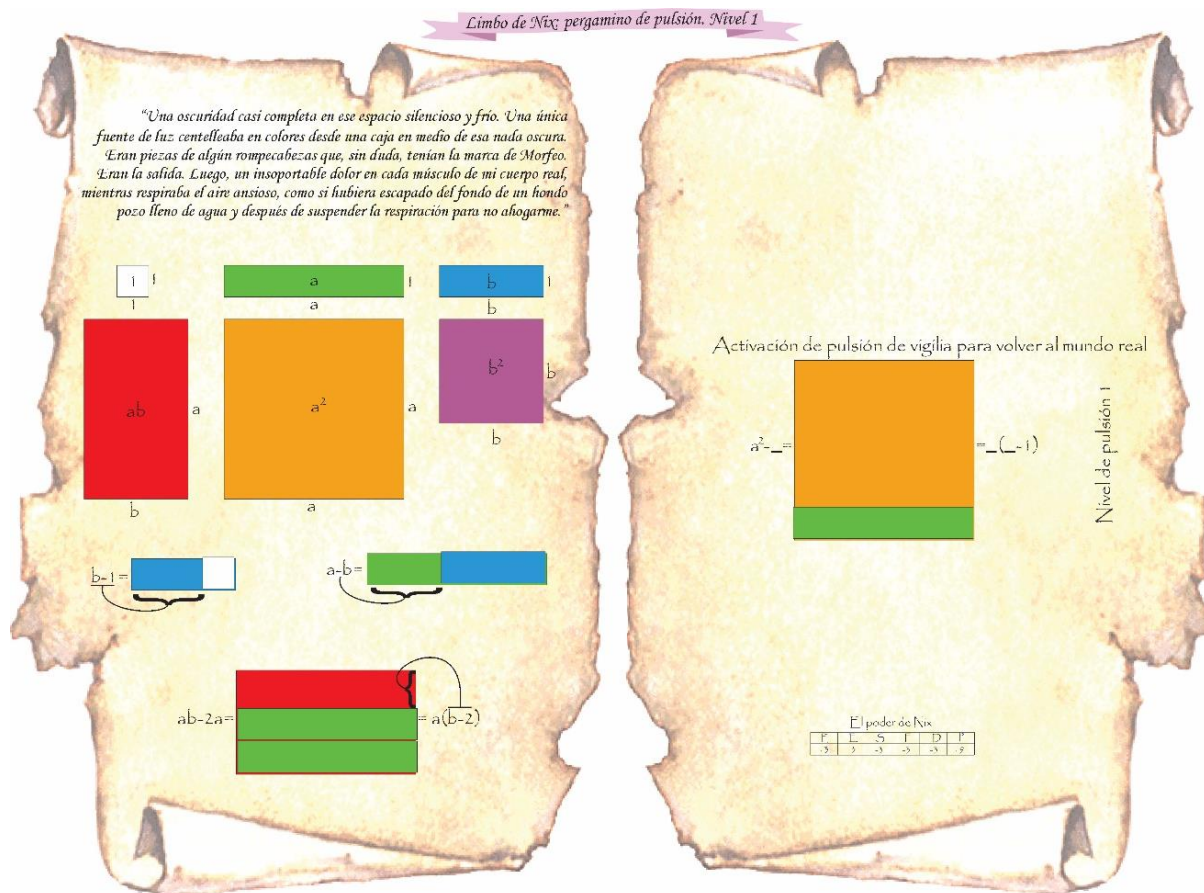 Limbo de Nix: pergamino de pulsión. Nivel 1
“Una oscuridad casi completa en ese espacio silencioso y frío. Una única
fuente de luz centelleaba en colores desde una caja en medio de esa nada oscura.
Eran piezas de algún rompecabezas que, sin duda, tenían la marca de Morfeo.
Eran la salida. Luego, un insoportable dolor en cada músculo de mi cuerpo real,
mientras respiraba el aire ansioso, como si hubiera escapado del fondo de un hondo
pozo lleno de agua y después de suspender la respiración para no ahogarme.”
1 1
1
a 1
a
b 1
b
ab a
b
a² a
a
b² b
b
b-1=
a-b=
ab-2a= = a(b-2)
Activación de pulsión de vigilia para volver al mundo real
a²-_= =_(_-1)
Nivel de pulsión 1
El poder de Nix